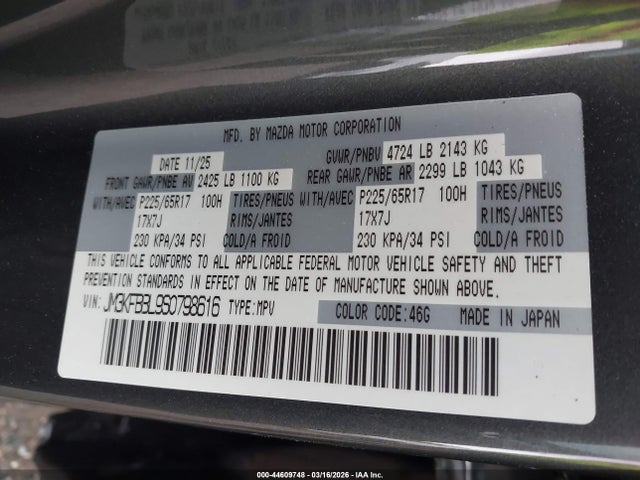 MFD. BY MAZDA MOTOR CORPORATION
DATE 11/25 GVWR/PNBV 4724 LB 2143 KG
FRONT GAWR/PNBE AV 2425 LB 1100 KG REAR GAWR/PNBE AR 2299 LB 1043 KG
WITH/AVEC P225/65R17 100H TIRES/PNEUS WITH/AVEC P225/65R17 100H TIRES/PNEUS
17X7J RIMS/JANTES 17X7J RIMS/JANTES
230 KPA/34 PSI COLD/A FROID 230 KPA/34 PSI COLD/A FROID
THIS VEHICLE CONFORMS TO ALL APPLICABLE FEDERAL MOTOR VEHICLE SAFETY AND THEFT
PREVENTION STANDARDS IN EFFECT ON THE DATE OF MANUFACTURE SHOWN ABOVE.
VIN: JM3KFBBL9S0798616 TYPE:MPV COLOR CODE:46G MADE IN JAPAN
000-44609748 - 03/16/2026 - IAA Inc.